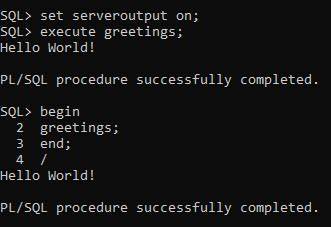 SQL> set serveroutput on;
SQL> execute greetings;
Hello World!
PL/SQL procedure successfully completed.
SQL> begin
2 greetings;
3 end;
4 /
Hello World!
PL/SQL procedure successfully completed.